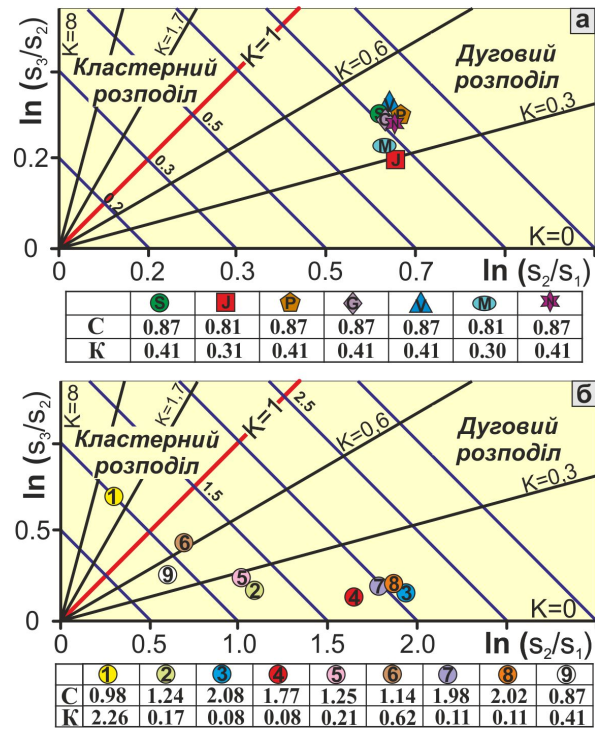 a
K=∞
K=1,7
K=1
K=0,6
K=0,3
K=0
Кластерний
розподіл
Дуговий
розподіл
0.2
0.3
0.5
S
V
P
G
N
M
J
ln (s₃/s₂)
0.2
0
0 0.2 0.3 0.5 0.7
ln (s₂/s₁)
S J P G V M N
С 0.87 0.81 0.87 0.87 0.87 0.81 0.87
К 0.41 0.31 0.41 0.41 0.41 0.30 0.41
б
K=∞
K=1,7
K=1
K=0,6
K=0,3
K=0
Кластерний
розподіл
Дуговий
розподіл
2.5
1.5
1
6
9
5
2
4
7
8
3
ln (s₃/s₂)
0.5
0
0 0.5 1.0 1.5 2.0
ln (s₂/s₁)
1 2 3 4 5 6 7 8 9
С 0.98 1.24 2.08 1.77 1.25 1.14 1.98 2.02 0.87
К 2.26 0.17 0.08 0.08 0.21 0.62 0.11 0.11 0.41